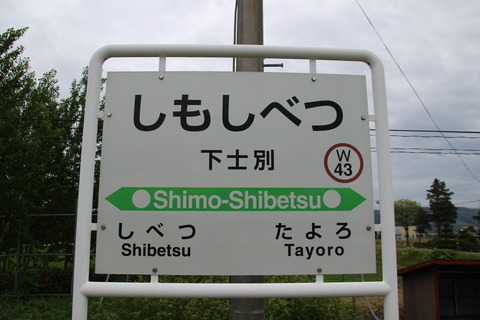 しもしべつ
下士別
W
43
Shimo-Shibetsu
しべつ たよろ
Shibetsu Tayoro